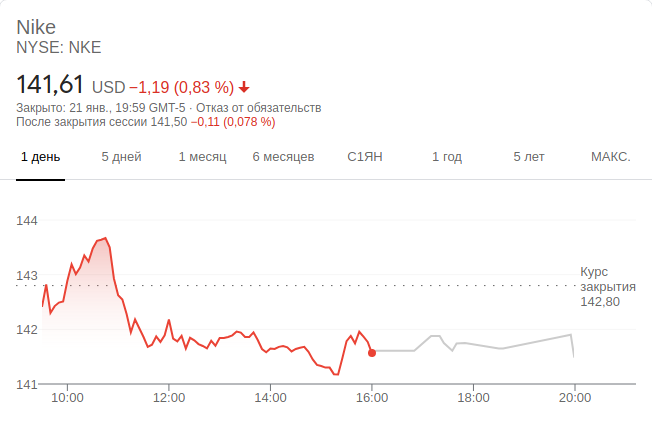 Nike
NYSE: NKE
141,61 USD −1,19 (0,83 %)
Закрыто: 21 янв., 19:59 GMT-5 · Отказ от обязательств
После закрытия сессии 141,50 −0,11 (0,078 %)
1 день 5 дней 1 месяц 6 месяцев С1ЯН 1 год 5 лет МАКС.
144
143
142
141
Курс
закрытия
142,80
10:00 12:00 14:00 16:00 18:00 20:00